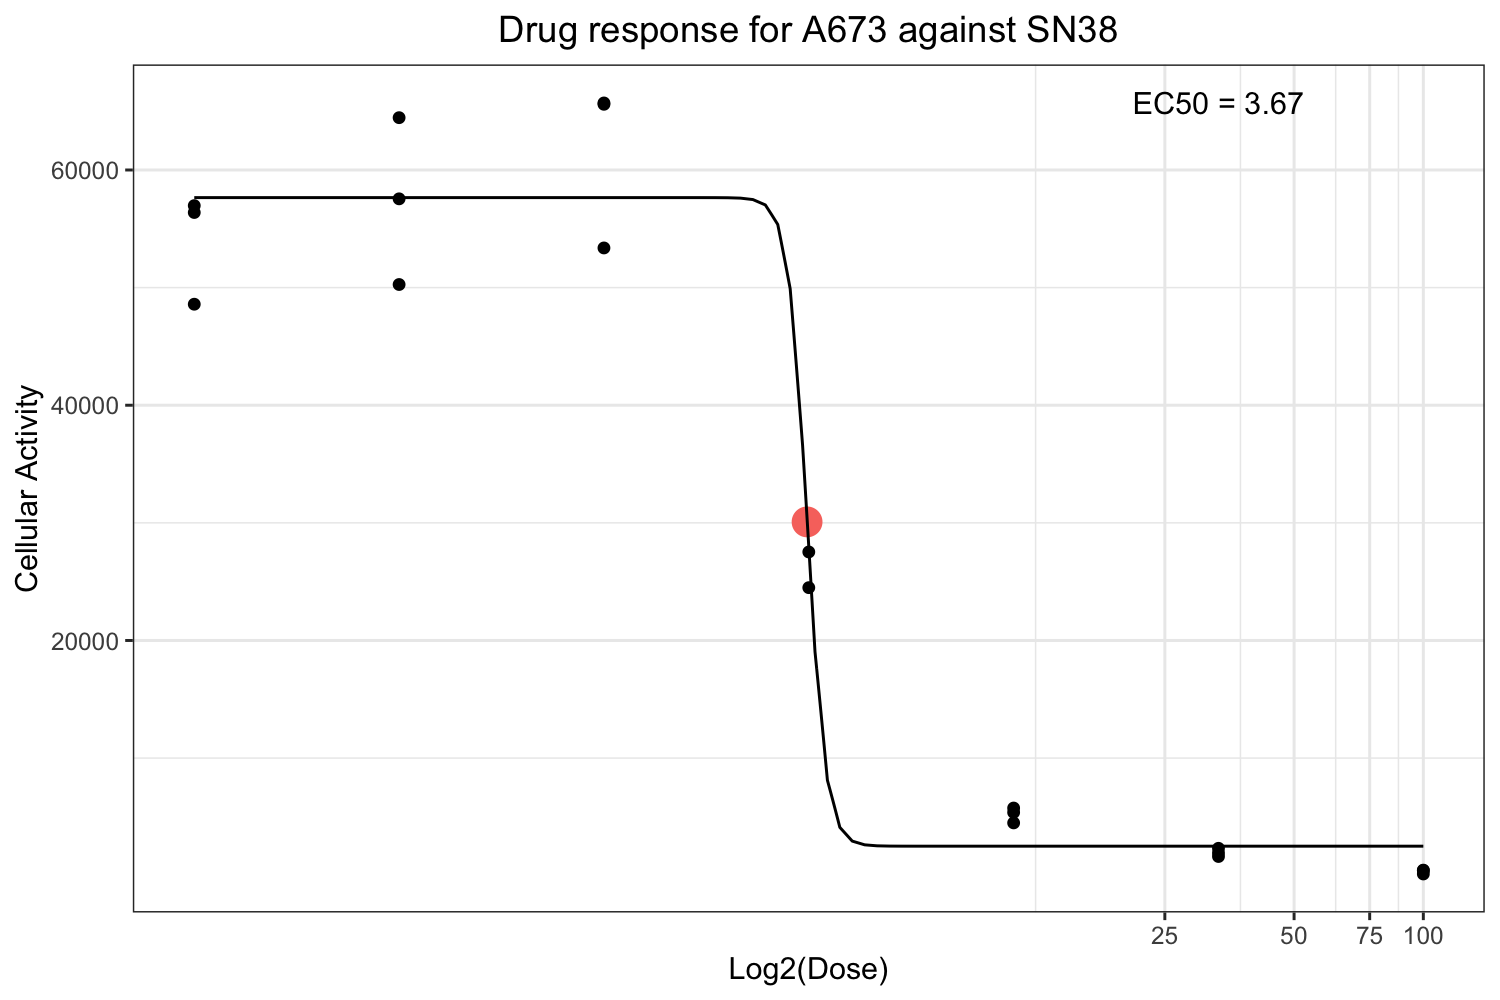 Drug response for A673 against SN38
EC50 = 3.67
60000
40000
20000
Cellular Activity
25 50 75 100
Log2(Dose)